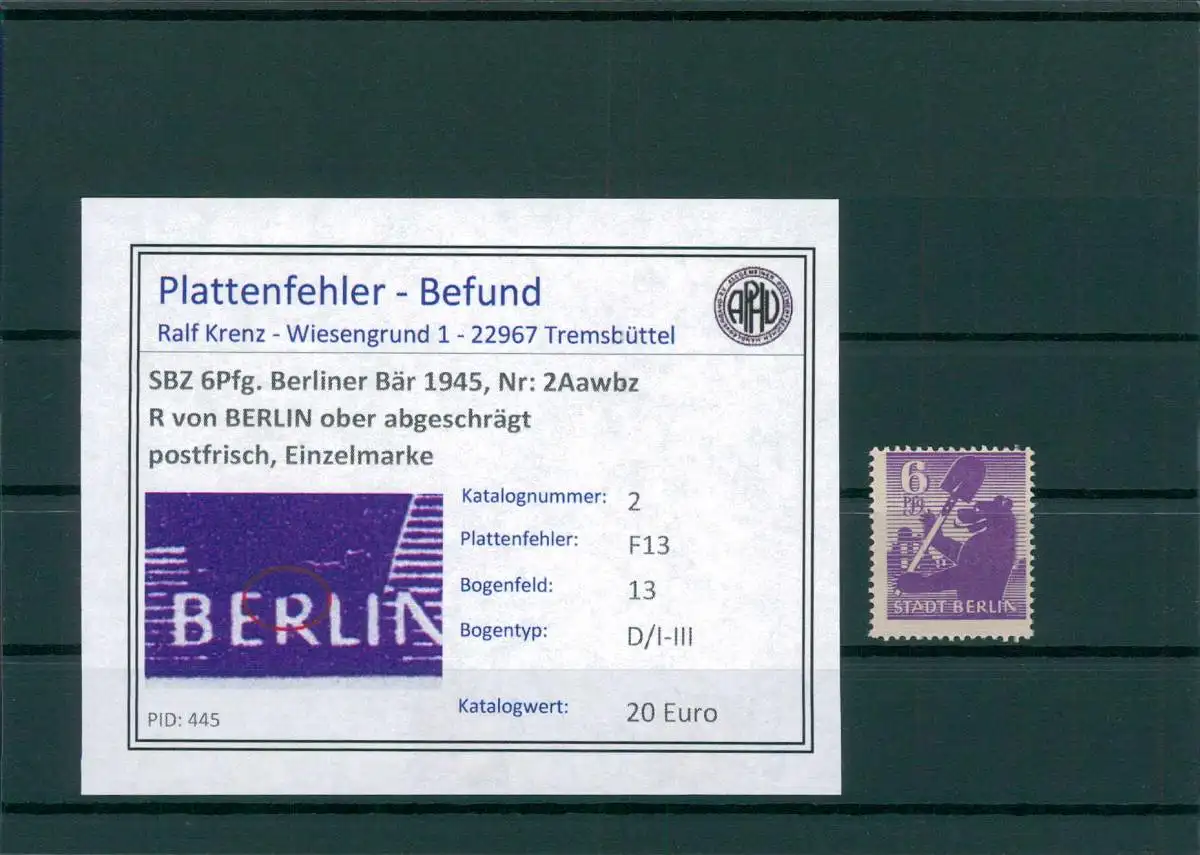 Plattenfehler - Befund
Ralf Krenz - Wiesengrund 1 - 22967 Tremsbüttel
APHV
SBZ 6Pfg. Berliner Bär 1945, Nr: 2Aawbz
R von BERLIN ober abgeschrägt
postfrisch, Einzelmarke
BERLIN
Katalognummer: 2
Plattenfehler: F13
Bogenfeld: 13
Bogentyp: D/I-III
Katalogwert: 20 Euro
PID: 445
6
Pfg.
STADT BERLIN